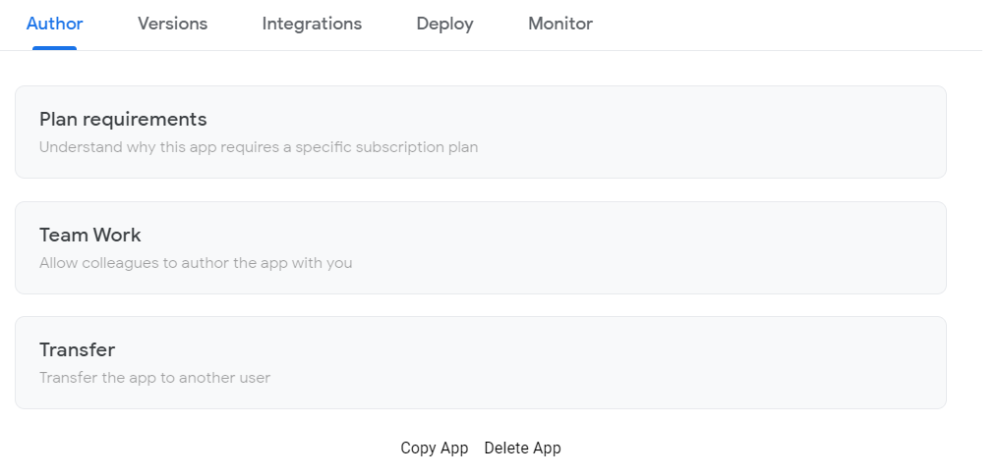 Author Versions Integrations Deploy Monitor
Plan requirements
Understand why this app requires a specific subscription plan
Team Work
Allow colleagues to author the app with you
Transfer
Transfer the app to another user
Copy App Delete App